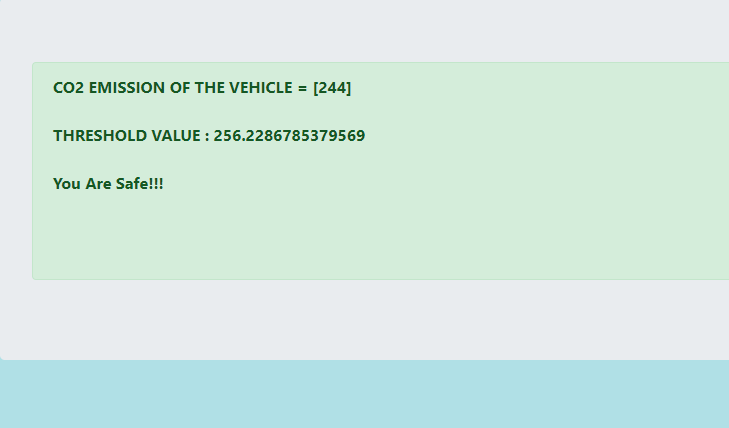 CO2 EMISSION OF THE VEHICLE = [244]
THRESHOLD VALUE : 256.2286785379569
You Are Safe!!!